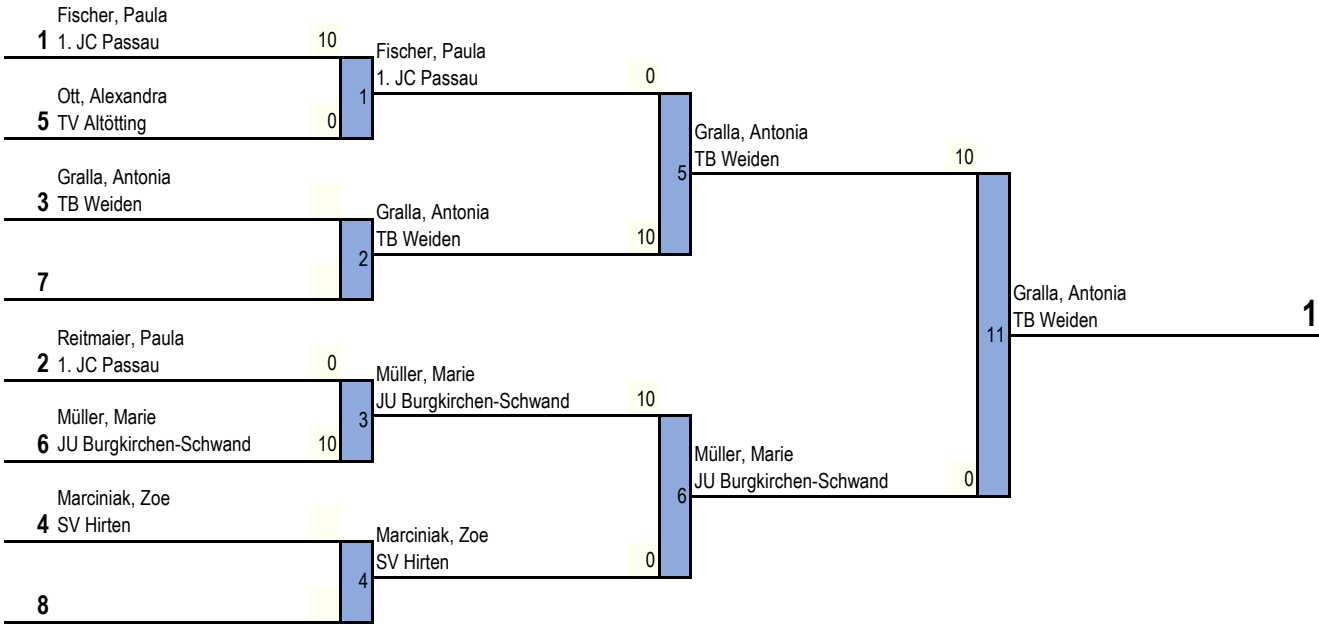 Fischer, Paula
1 1. JC Passau 10
Fischer, Paula
1. JC Passau 0
1
Ott, Alexandra
5 TV Altötting 0
Gralla, Antonia
TB Weiden 10
5
Gralla, Antonia
3 TB Weiden
Gralla, Antonia
TB Weiden 10
2
7
Gralla, Antonia
TB Weiden 1
11
Reitmaier, Paula
2 1. JC Passau 0
Müller, Marie
JU Burgkirchen-Schwand 10
3
Müller, Marie
6 JU Burgkirchen-Schwand 10
Müller, Marie
JU Burgkirchen-Schwand 0
6
Marciniak, Zoe
4 SV Hirten
Marciniak, Zoe
SV Hirten 0
4
8